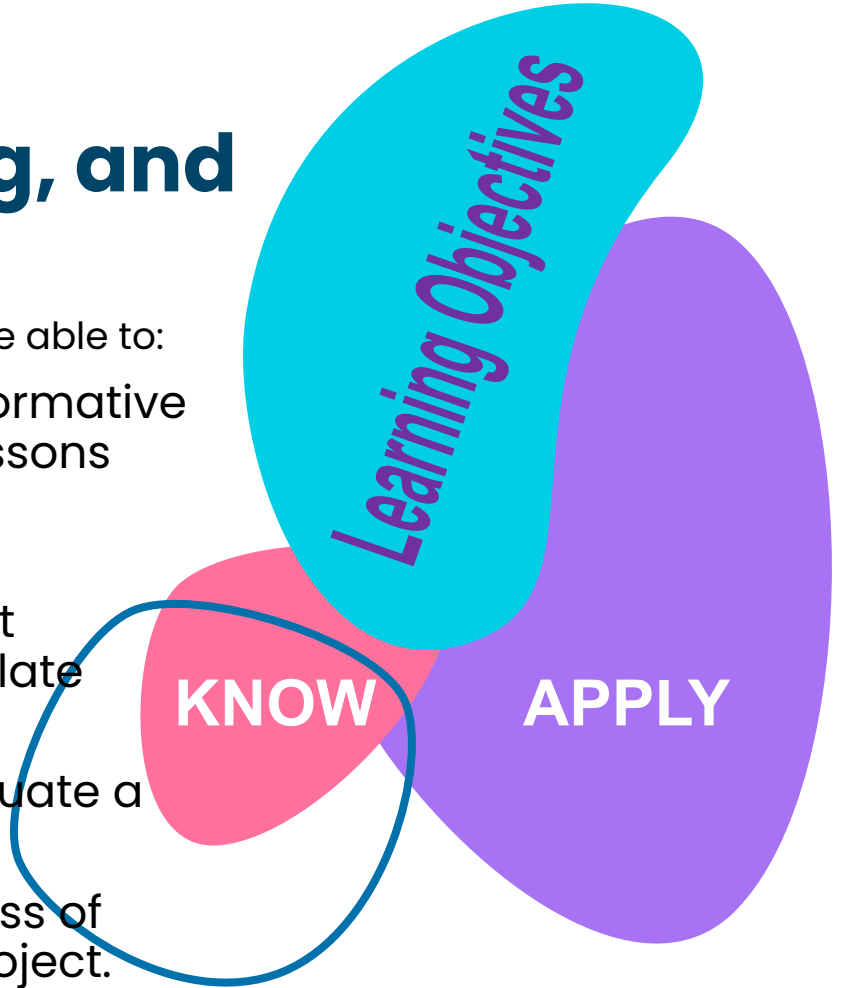 g, and
e able to:
ormative
ssons
t
late
uate a
ss of
oject.
Learning Objectives
KNOW
APPLY